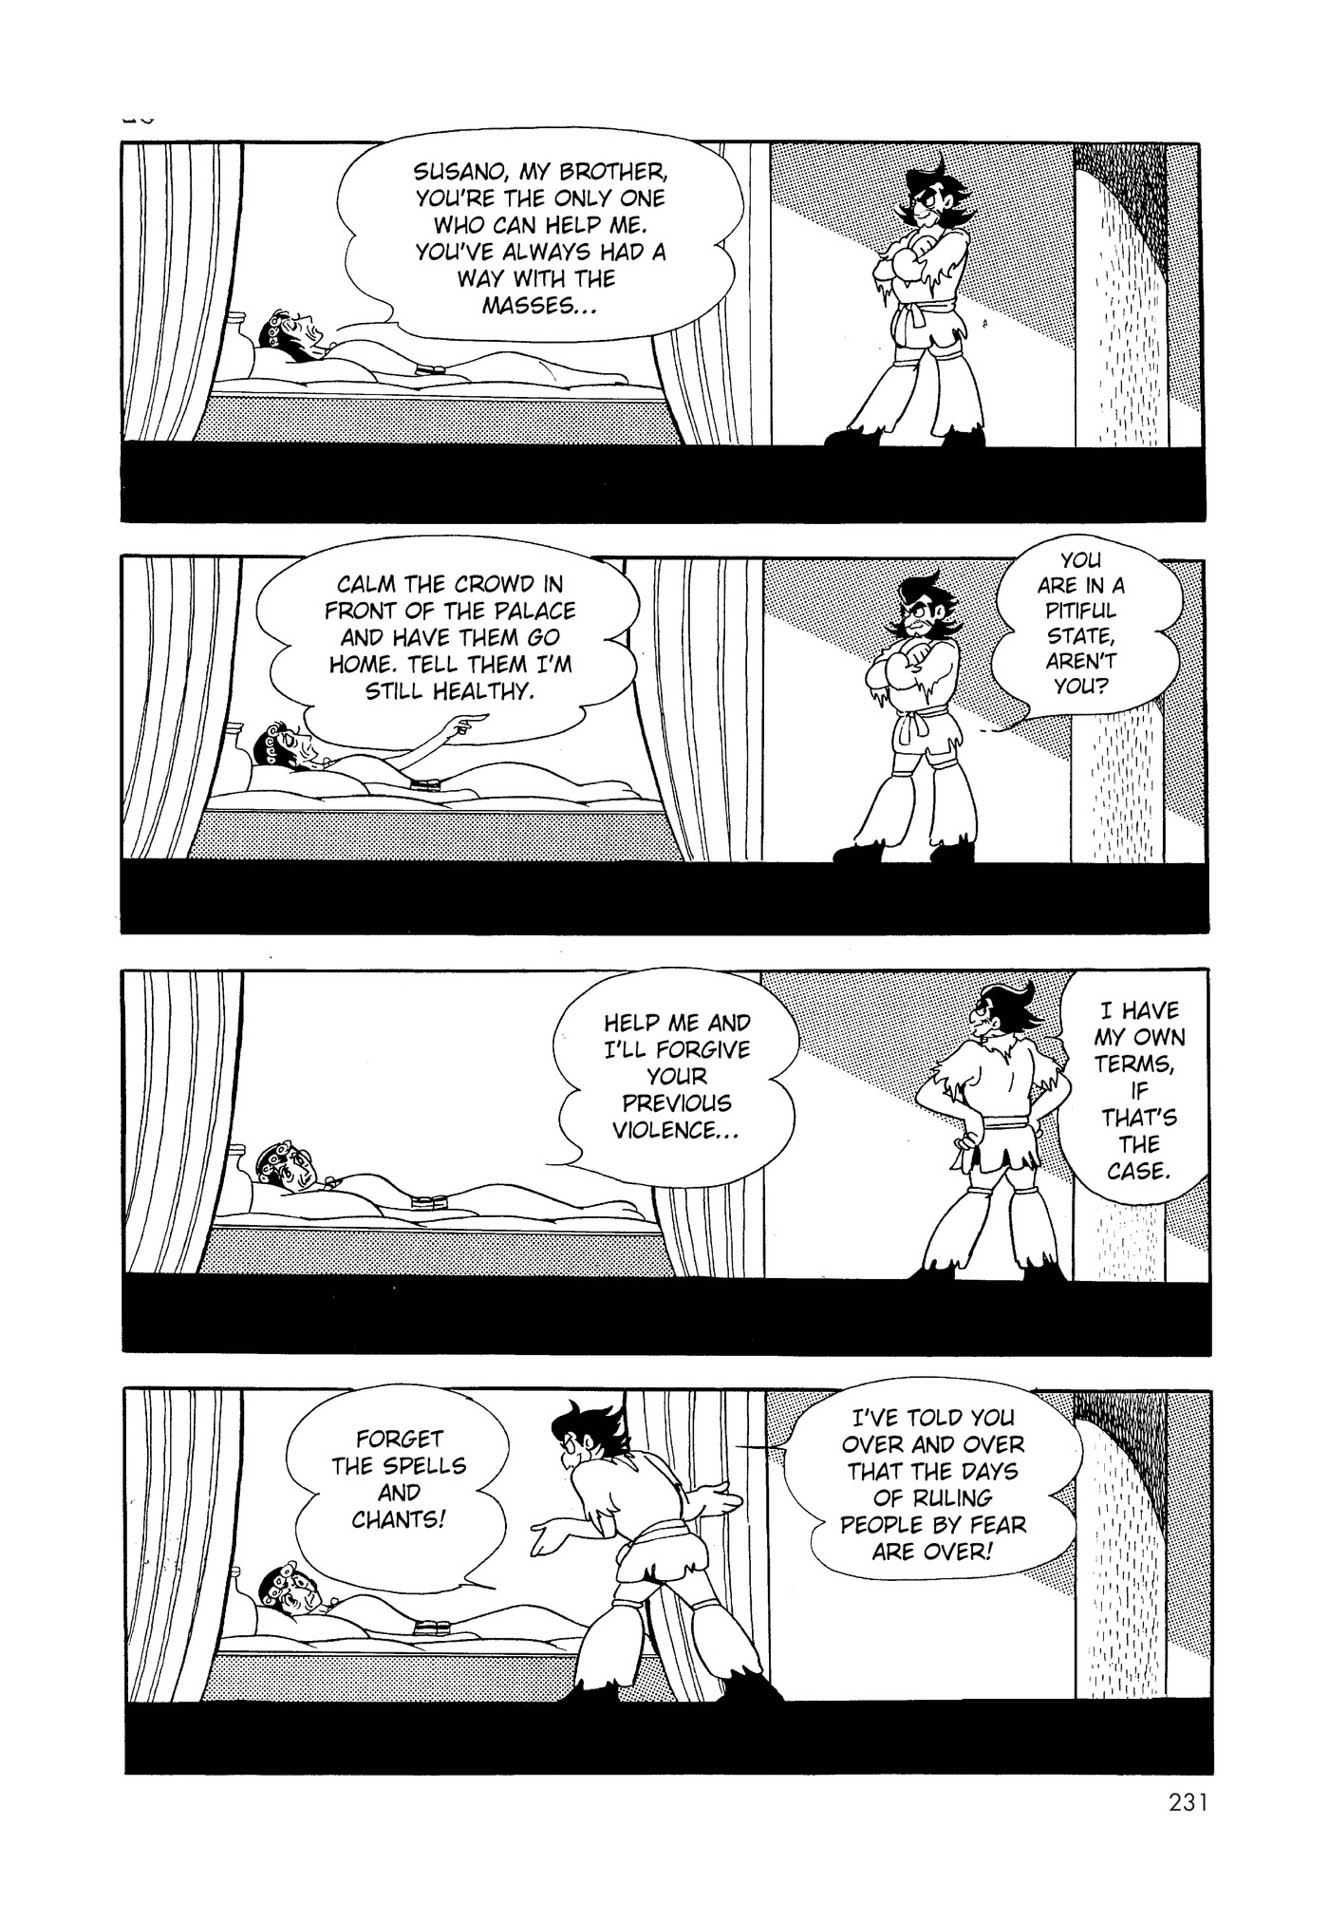 SUSANO, MY BROTHER,
YOU'RE THE ONLY ONE
WHO CAN HELP ME.
YOU'VE ALWAYS HAD A
WAY WITH THE
MASSES...
CALM THE CROWD IN
FRONT OF THE PALACE
AND HAVE THEM GO
HOME. TELL THEM I'M
STILL HEALTHY.
YOU
ARE IN A
PITIFUL
STATE,
AREN'T
YOU?
HELP ME AND
I'LL FORGIVE
YOUR
PREVIOUS
VIOLENCE...
I HAVE
MY OWN
TERMS,
IF
THAT'S
THE
CASE.
FORGET
THE SPELLS
AND
CHANTS!
I'VE TOLD YOU
OVER AND OVER
THAT THE DAYS
OF RULING
PEOPLE BY FEAR
ARE OVER!
231